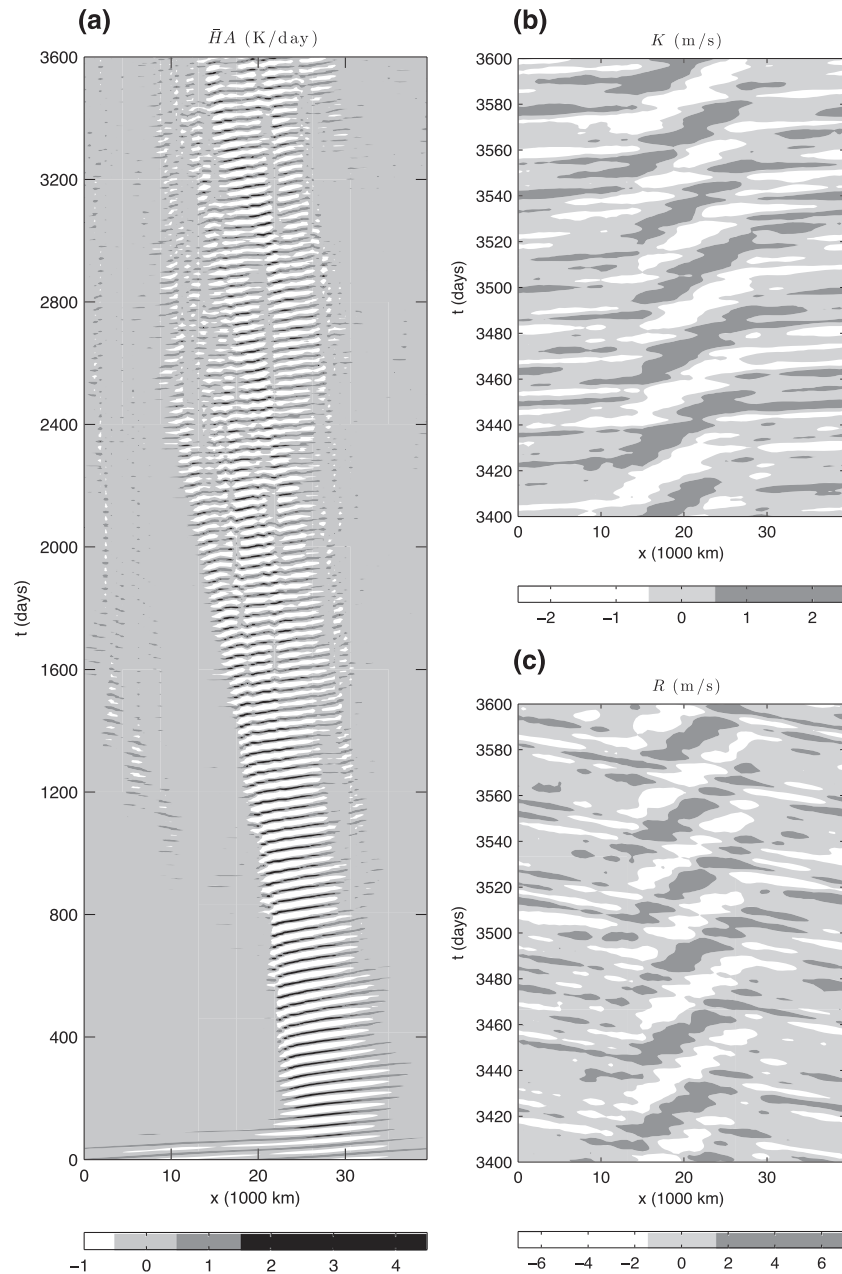 (a)
H̄A (K/day)
3600
3200
2800
2400
2000
1600
1200
800
400
0
t (days)
0 10 20 30
x (1000 km)
−1 0 1 2 3 4
(b)
K (m/s)
3600
3580
3560
3540
3520
3500
3480
3460
3440
3420
3400
t (days)
0 10 20 30
x (1000 km)
−2 −1 0 1 2
(c)
R (m/s)
3600
3580
3560
3540
3520
3500
3480
3460
3440
3420
3400
t (days)
0 10 20 30
x (1000 km)
−6 −4 −2 0 2 4 6